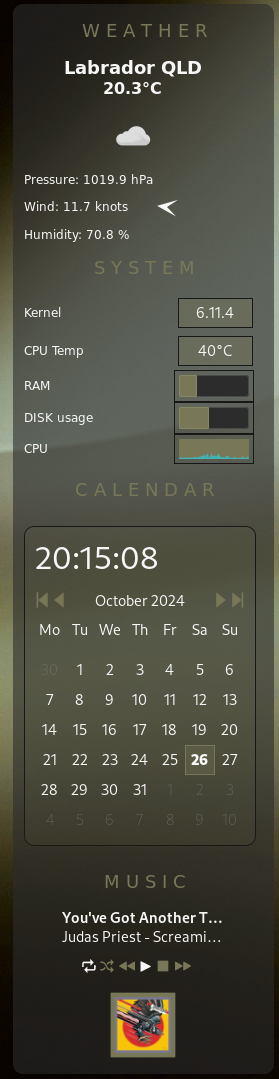 WEATHER
Labrador QLD
20.3°C
Pressure: 1019.9 hPa
Wind: 11.7 knots
Humidity: 70.8 %
SYSTEM
Kernel 6.11.4
CPU Temp 40°C
RAM
DISK usage
CPU
CALENDAR
20:15:08
October 2024
Mo Tu We Th Fr Sa Su
30 1 2 3 4 5 6
7 8 9 10 11 12 13
14 15 16 17 18 19 20
21 22 23 24 25 26 27
28 29 30 31 1 2 3
4 5 6 7 8 9 10
MUSIC
You've Got Another T...
Judas Priest - Screami...